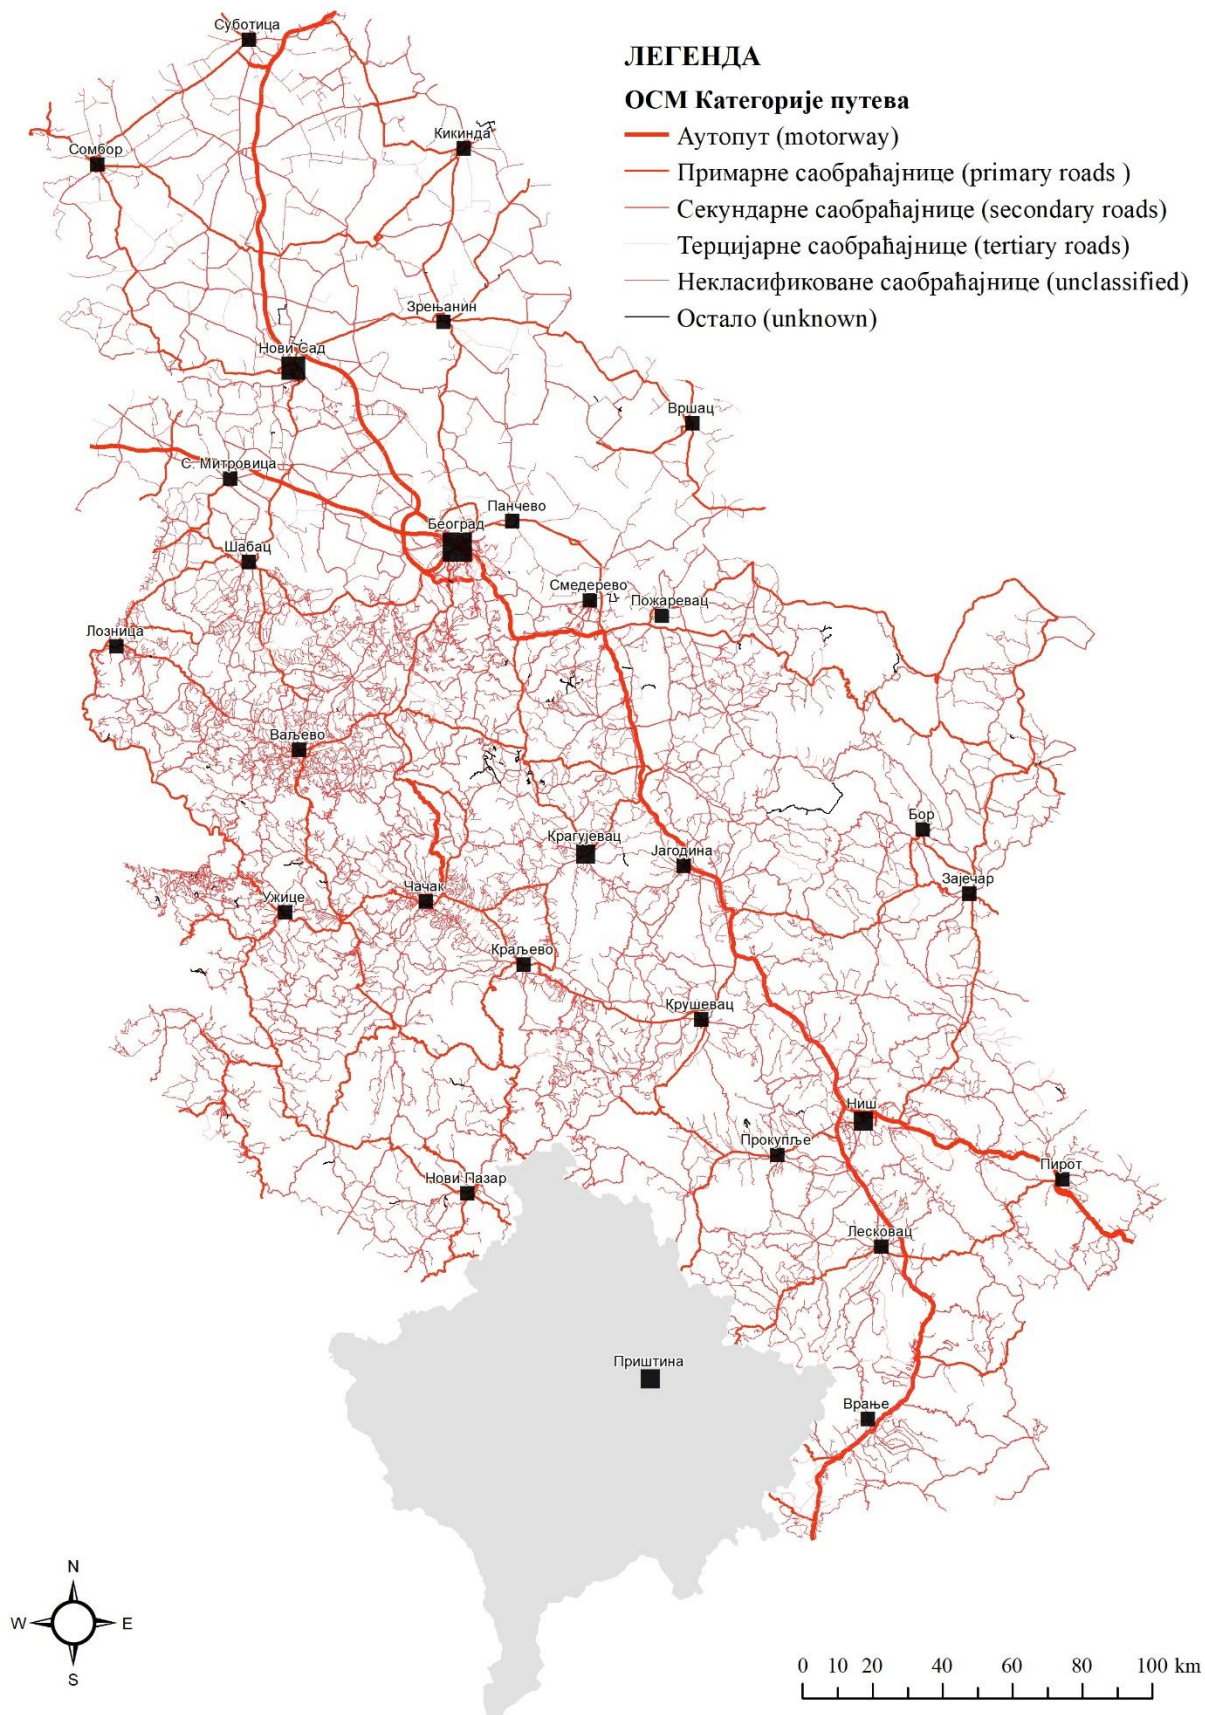 Суботица
ЛЕГЕНДА
ОСМ Категорије путева
Аутопут (motorway)
Примарне саобраћајнице (primary roads )
Секундарне саобраћајнице (secondary roads)
Терцијарне саобраћајнице (tertiary roads)
Некласификоване саобраћајнице (unclassified)
Остало (unknown)
Кикинда
Сомбор
Зрењанин
Нови Сад
Вршац
С. Митровица
Панчево
Београд
Шабац
Смедерево
Пожаревац
Лозница
Ваљево
Бор
Крагујевац
Јагодина
Зајечар
Чачак
Ужице
Краљево
Крушевац
Ниш
Прокупље
Пирот
Нови Пазар
Лесковац
Приштина
Врање
N
W E
S
0 10 20 40 60 80 100 km